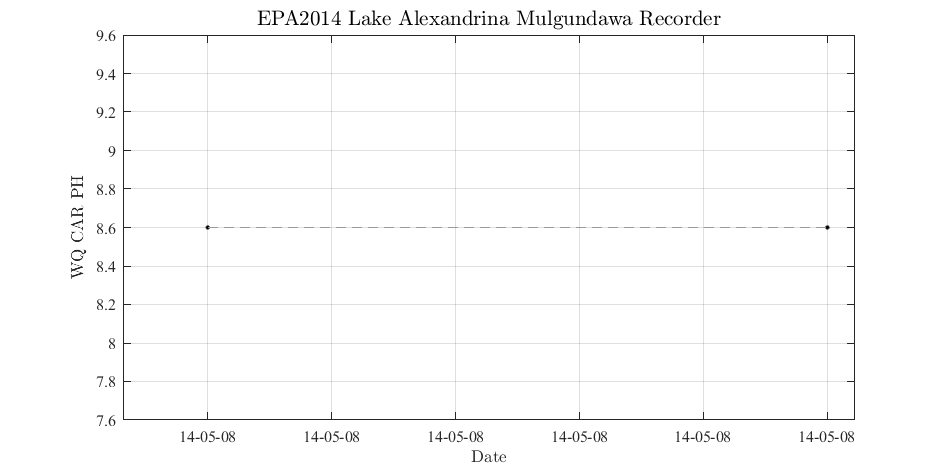 EPA2014 Lake Alexandrina Mulgundawa Recorder
9.6
9.4
9.2
9
8.8
8.6
8.4
8.2
8
7.8
7.6
WQ CAR PH
14-05-08 14-05-08 14-05-08 14-05-08 14-05-08 14-05-08
Date